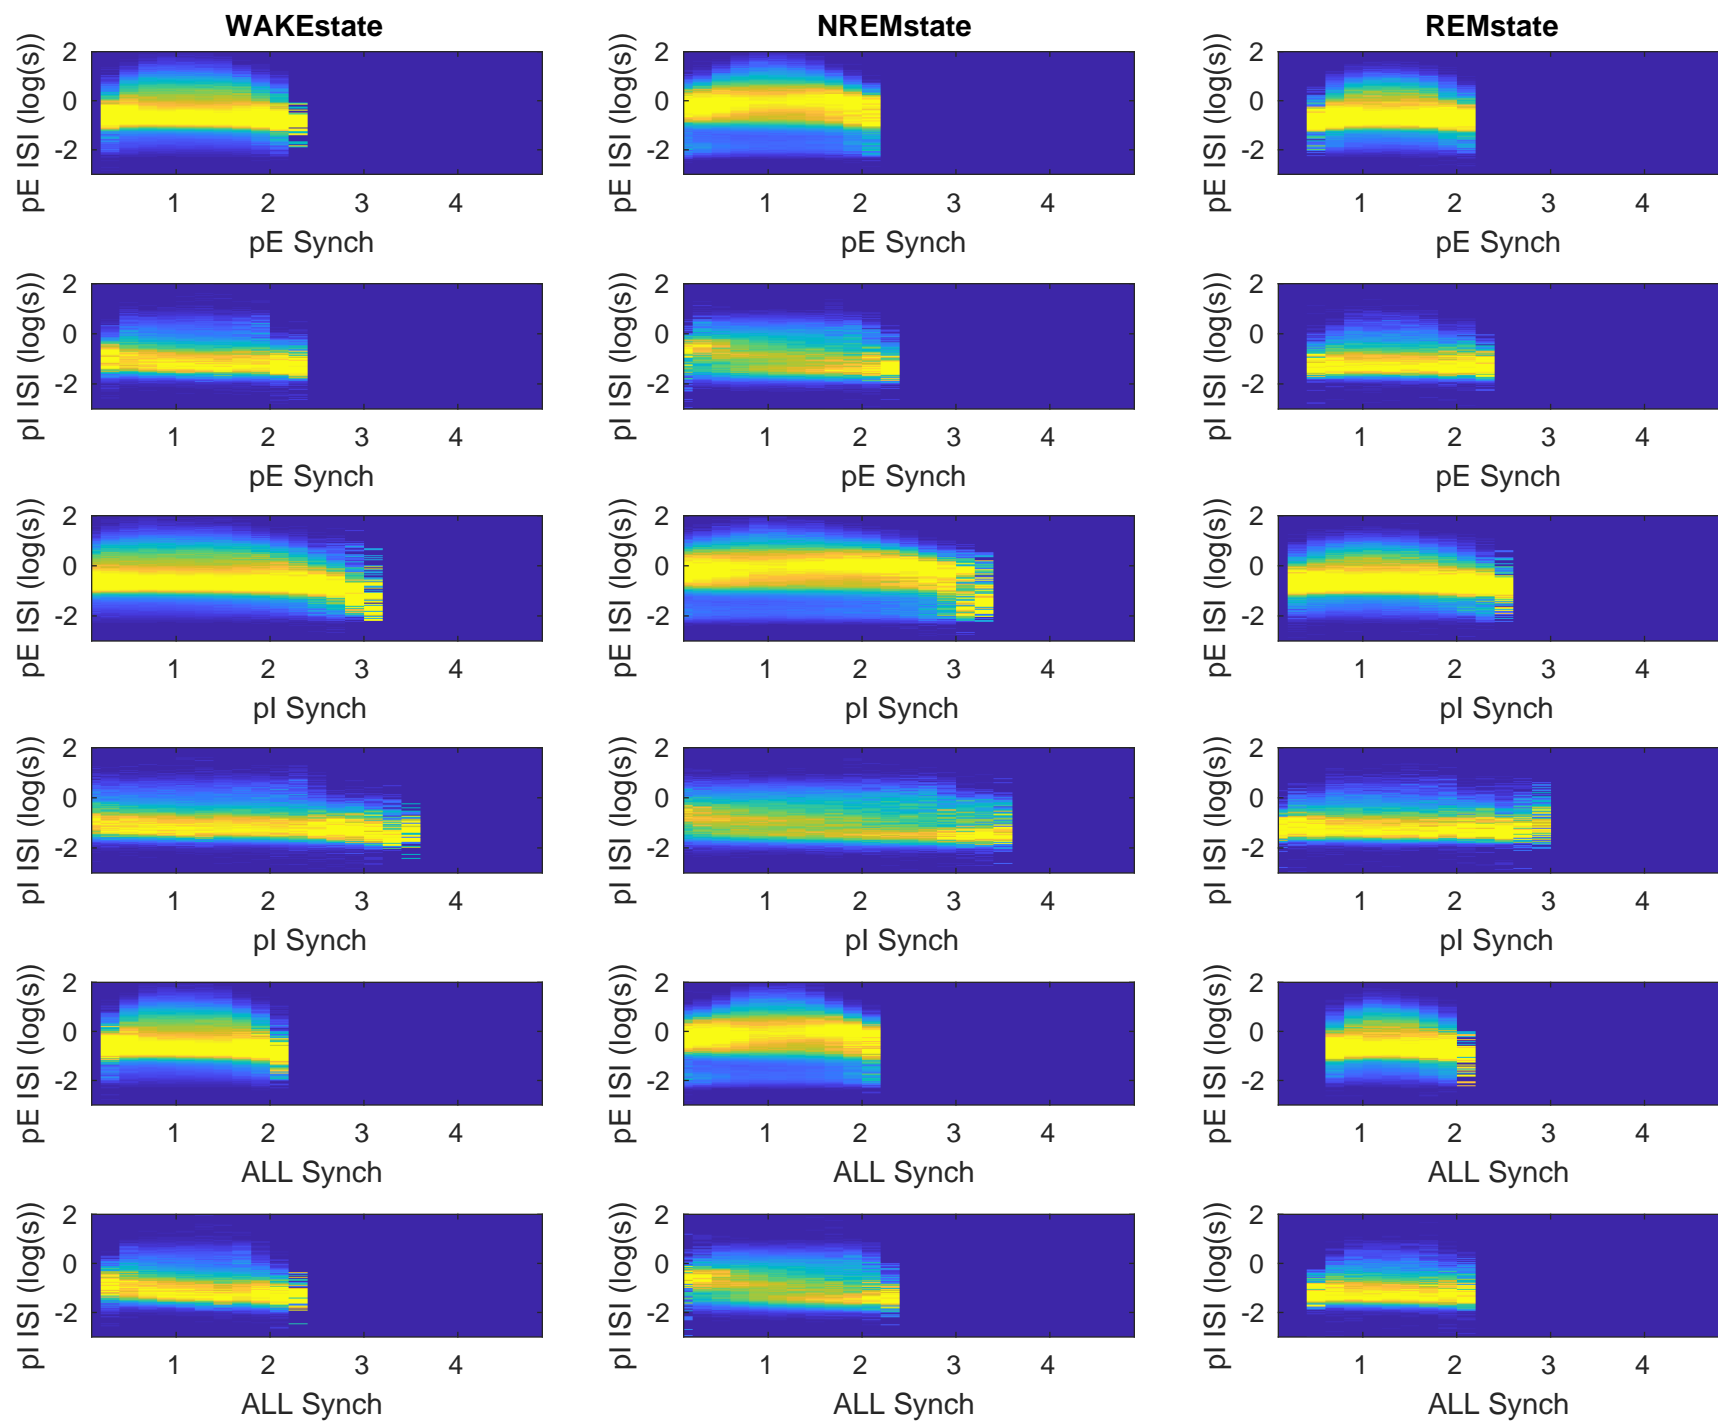 WAKEstate NREMstate REMstate
pE ISI (log(s)) 2 0 -2 pE ISI (log(s)) 2 0 -2 pE ISI (log(s)) 2 0 -2
1 2 3 4 1 2 3 4 1 2 3 4
pE Synch pE Synch pE Synch
pI ISI (log(s)) 2 0 -2 pI ISI (log(s)) 2 0 -2 pI ISI (log(s)) 2 0 -2
1 2 3 4 1 2 3 4 1 2 3 4
pE Synch pE Synch pE Synch
pE ISI (log(s)) 2 0 -2 pE ISI (log(s)) 2 0 -2 pE ISI (log(s)) 2 0 -2
1 2 3 4 1 2 3 4 1 2 3 4
pI Synch pI Synch pI Synch
pI ISI (log(s)) 2 0 -2 pI ISI (log(s)) 2 0 -2 pI ISI (log(s)) 2 0 -2
1 2 3 4 1 2 3 4 1 2 3 4
pI Synch pI Synch pI Synch
pE ISI (log(s)) 2 0 -2 pE ISI (log(s)) 2 0 -2 pE ISI (log(s)) 2 0 -2
1 2 3 4 1 2 3 4 1 2 3 4
ALL Synch ALL Synch ALL Synch
pI ISI (log(s)) 2 0 -2 pI ISI (log(s)) 2 0 -2 pI ISI (log(s)) 2 0 -2
1 2 3 4 1 2 3 4 1 2 3 4
ALL Synch ALL Synch ALL Synch